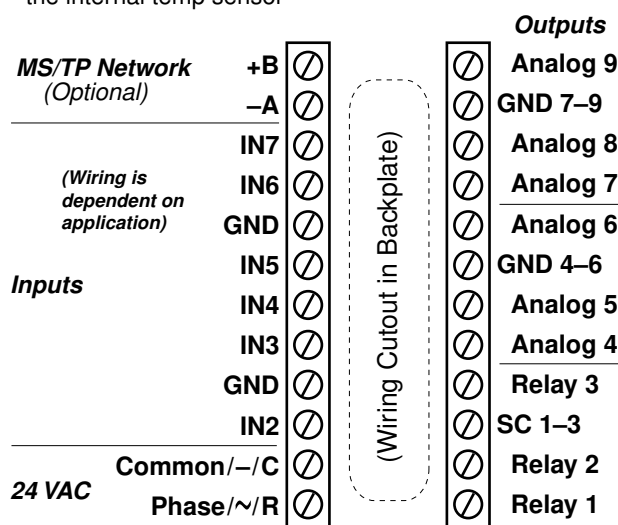 the internal temp sensor
Outputs
MS/TP Network
(Optional)
+B
–A
IN7
(Wiring is
dependent on
application)
IN6
GND
Inputs
IN5
IN4
IN3
GND
IN2
24 VAC
Common/–/C
Phase/~/R
(Wiring Cutout in Backplate)
Analog 9
GND 7–9
Analog 8
Analog 7
Analog 6
GND 4–6
Analog 5
Analog 4
Relay 3
SC 1–3
Relay 2
Relay 1